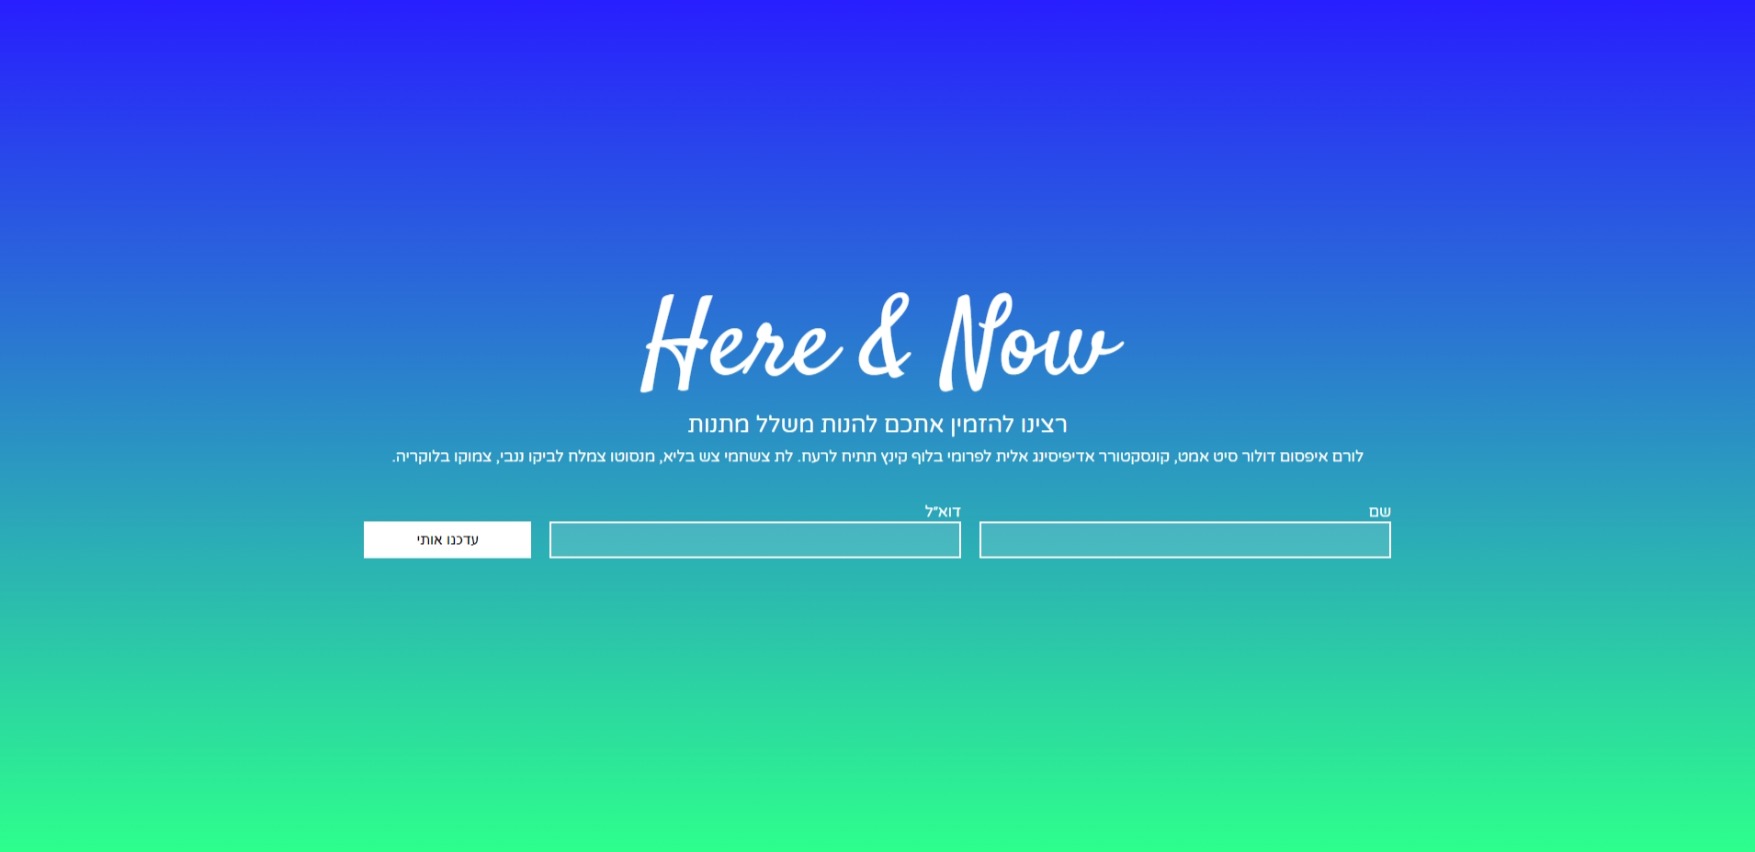 Here & Now
רצינו להזמין אתכם להנות משלל מתנות
לורם איפסום דולור סיט אמט, קונסקטורר אדיפיסינג אלית לפרומי בלוף קינץ תתיח לרעח. לת צשחמי צש בליא, מנסוטו צמלח לביקו ננבי, צמוקו בלוקריה.
שם
דוא״ל
עדכנו אותי